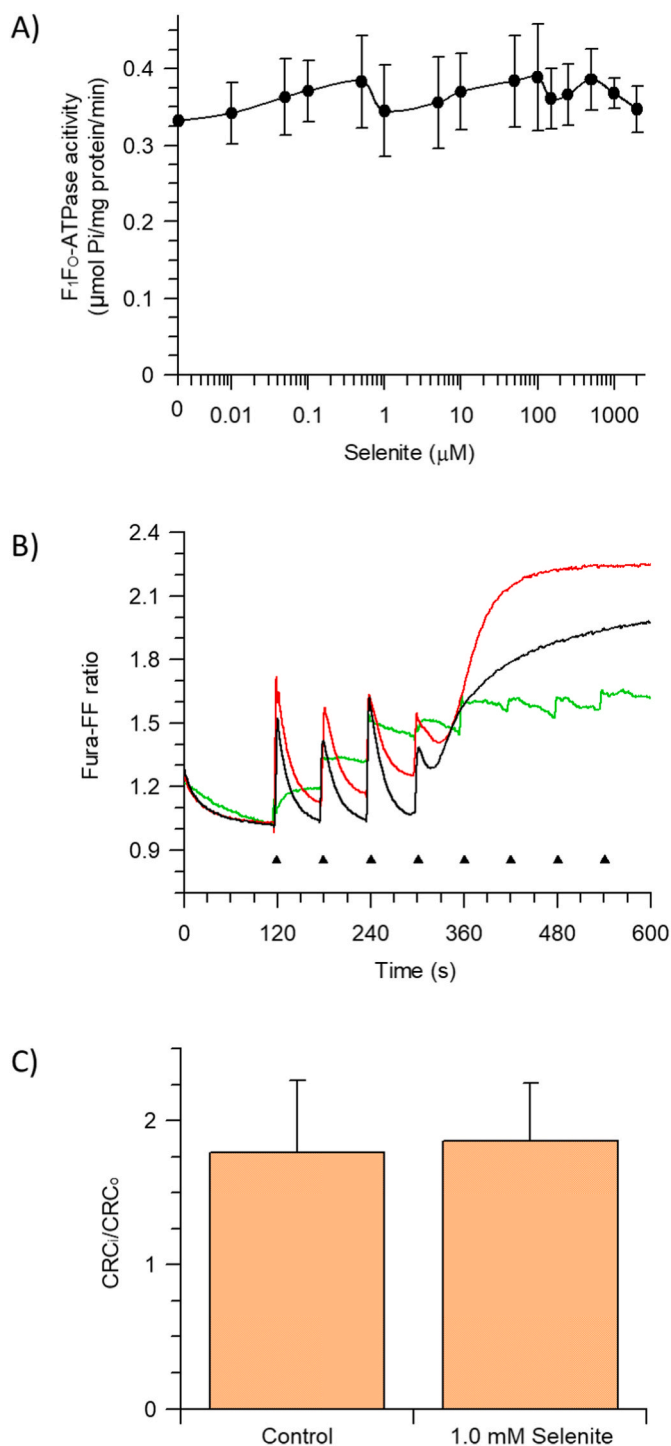 A)
F₁Fₒ-ATPase acitivity
(µmol Pi/mg protein/min)
0.4
0.3
0.2
0.1
0
0 0.01 0.1 1 10 100 1000
Selenite (µM)
B)
Fura-FF ratio
2.4
2.1
1.8
1.5
1.2
0.9
0 120 240 360 480 600
Time (s)
C)
CRCᵢ/CRCₒ
2
1
0
Control 1.0 mM Selenite